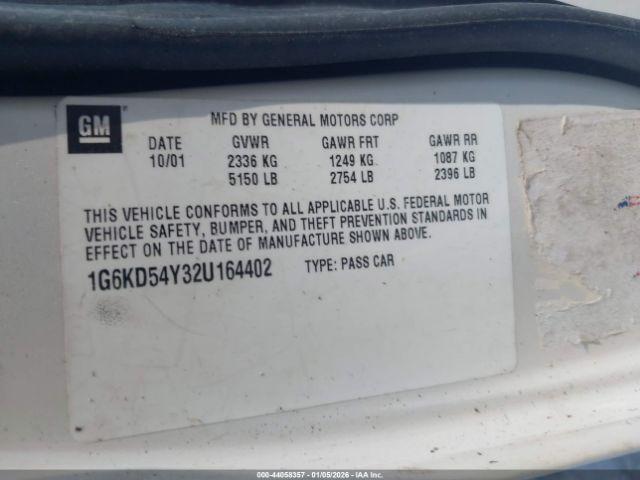 GM
MFD BY GENERAL MOTORS CORP
DATE GVWR GAWR FRT GAWR RR
10/01 2336 KG 1249 KG 1087 KG
5150 LB 2754 LB 2396 LB
THIS VEHICLE CONFORMS TO ALL APPLICABLE U.S. FEDERAL MOTOR
VEHICLE SAFETY, BUMPER, AND THEFT PREVENTION STANDARDS IN
EFFECT ON THE DATE OF MANUFACTURE SHOWN ABOVE.
1G6KD54Y32U164402 TYPE: PASS CAR
000-44058357 - 01/05/2026 - IAAI.COM